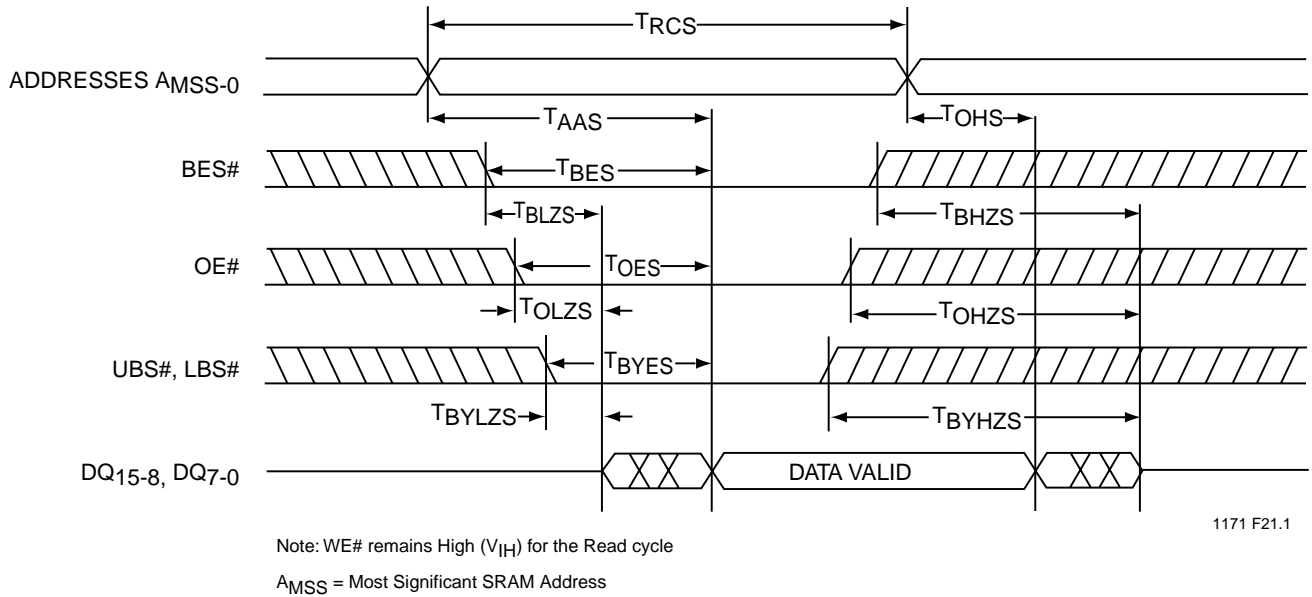 TRCS
ADDRESSES AMSS-0
TAAS
TOHS
BES#
TBES
TBLZS
TBHZS
OE#
TOES
TOLZS
TOHZS
UBS#, LBS#
TBYES
TBYLZS
TBYHZS
DQ15-8, DQ7-0
DATA VALID
1171 F21.1
Note: WE# remains High (VIH) for the Read cycle
AMSS = Most Significant SRAM Address